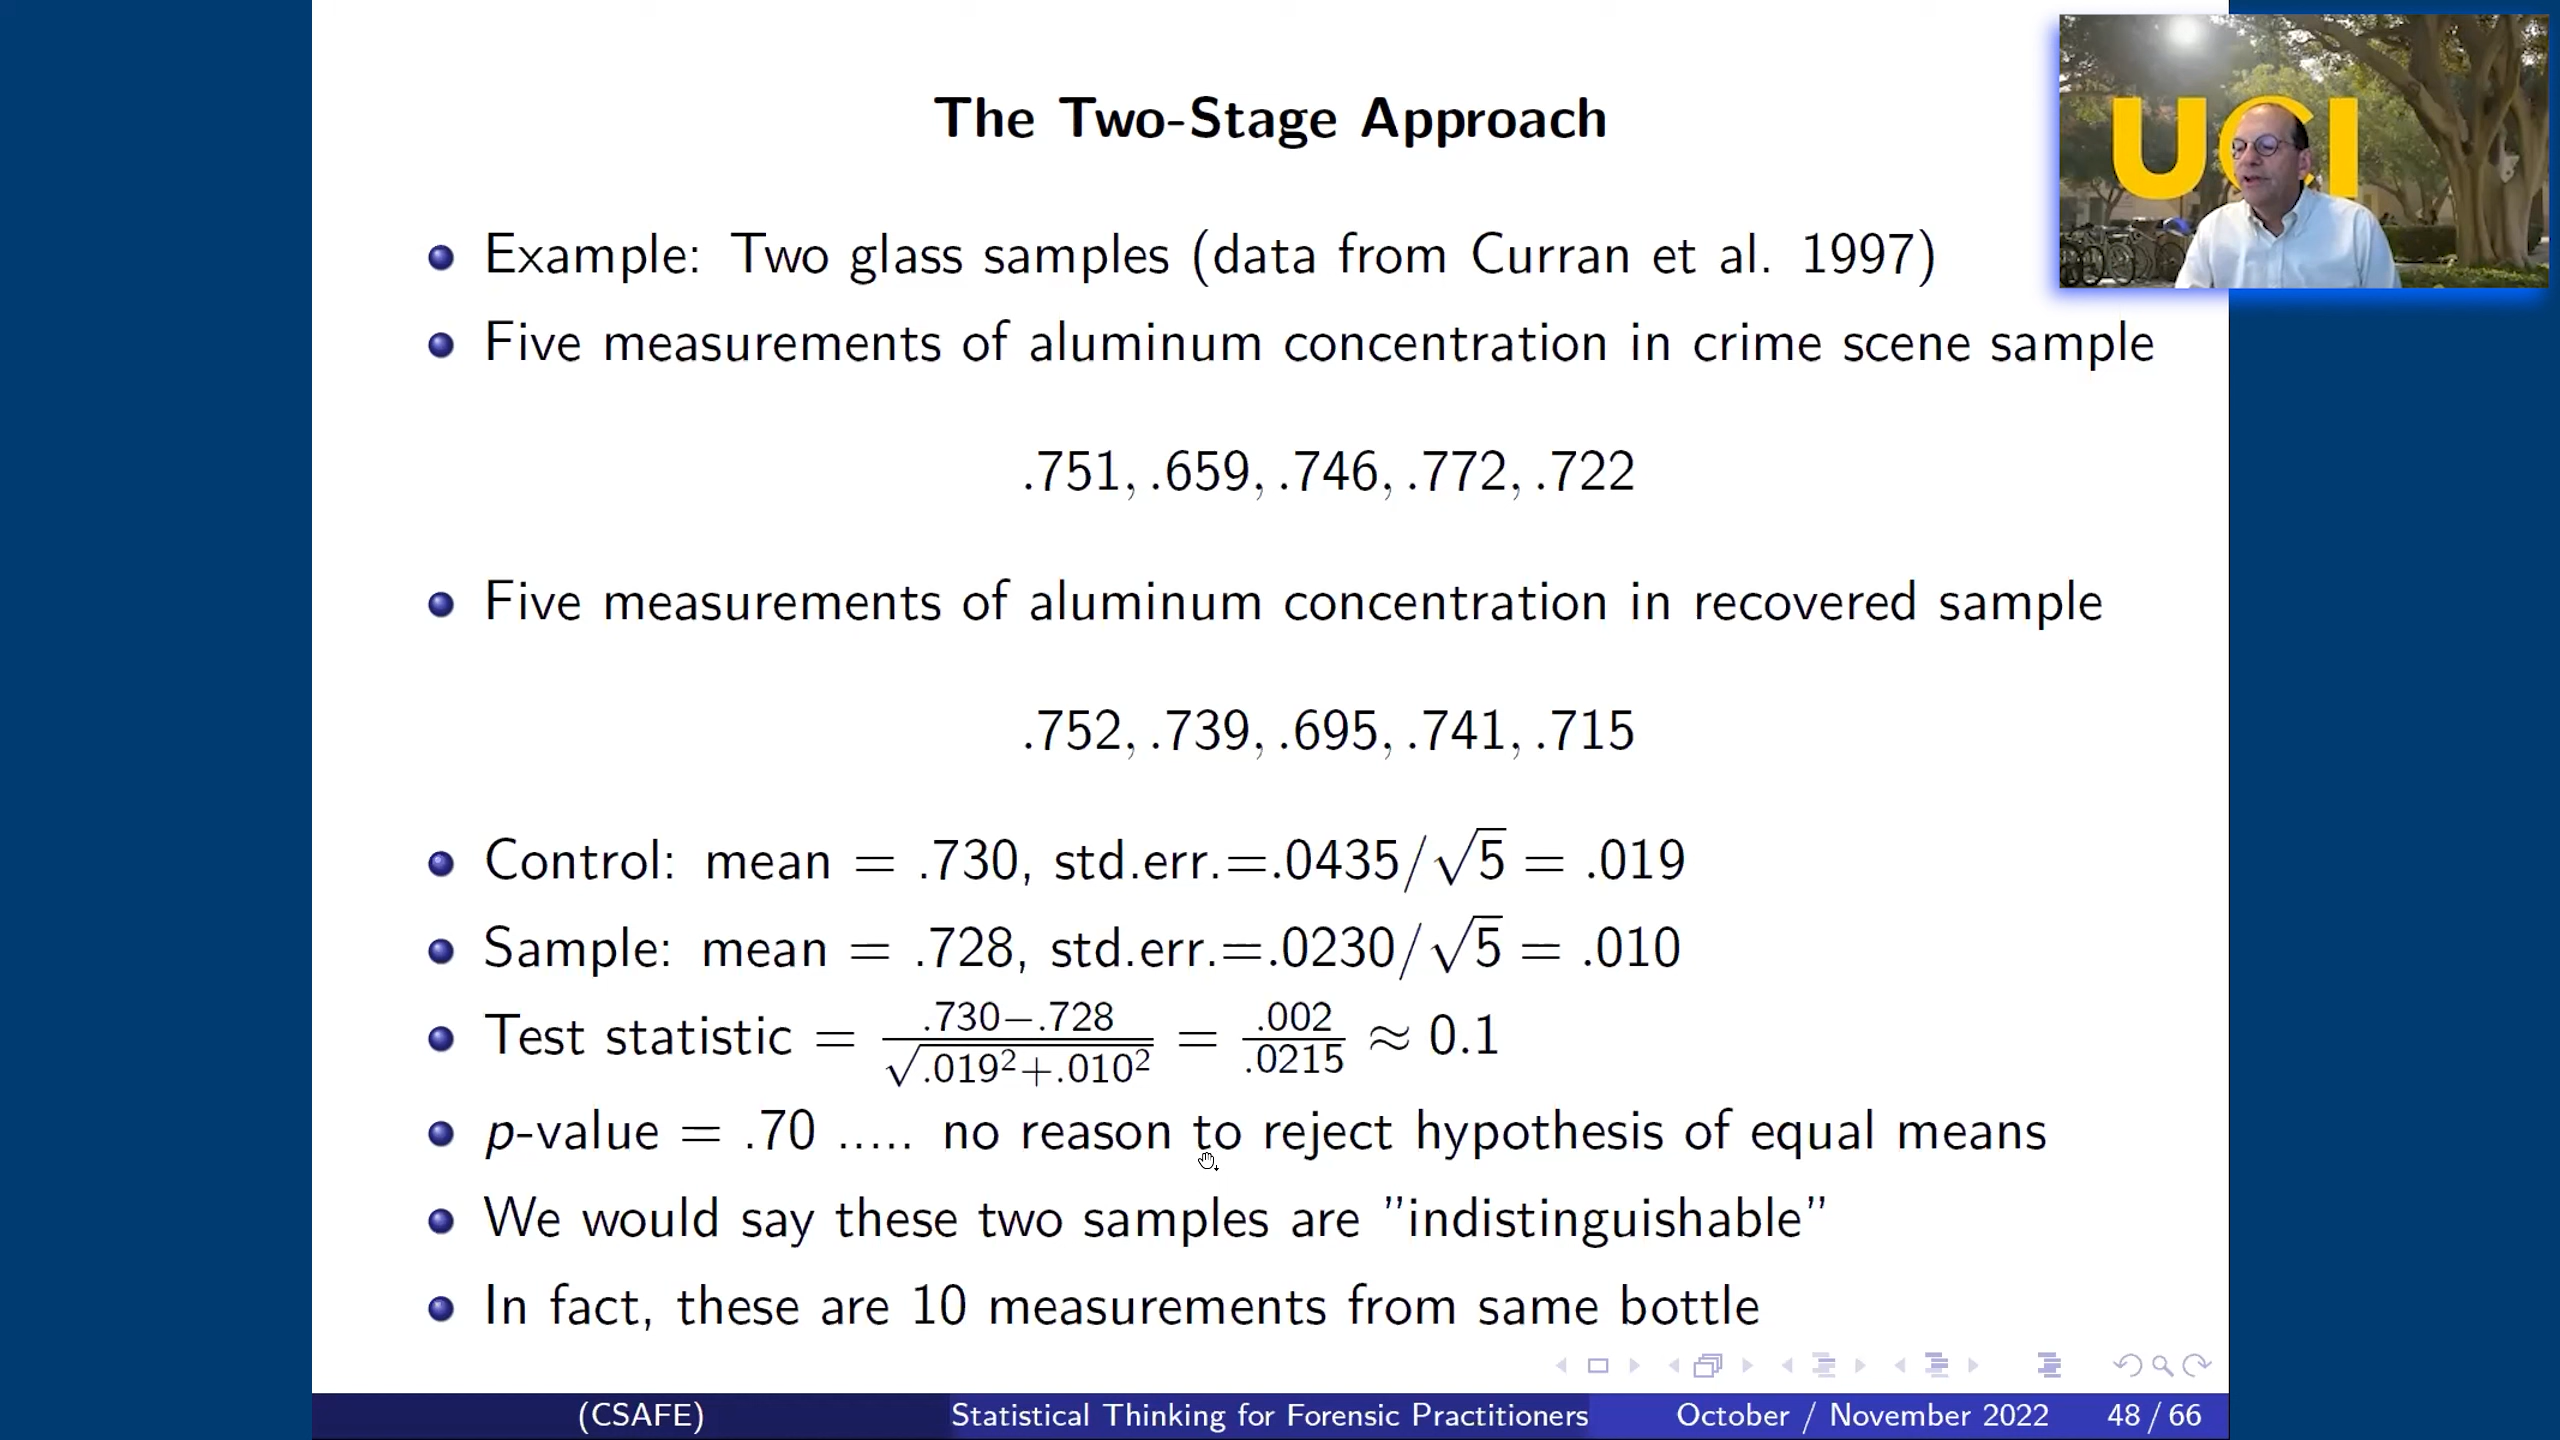 The Two-Stage Approach
UCI
Example: Two glass samples (data from Curran et al. 1997)
Five measurements of aluminum concentration in crime scene sample
.751, .659, .746, .772, .722
Five measurements of aluminum concentration in recovered sample
.752, .739, .695, .741, .715
Control: mean = .730, std.err.=.0435/√5 = .019
Sample: mean = .728, std.err.=.0230/√5 = .010
Test statistic = .730−.728 / √.019²+.010² = .002 / .0215 ≈ 0.1
p-value = .70 ..... no reason to reject hypothesis of equal means
We would say these two samples are ”indistinguishable”
In fact, these are 10 measurements from same bottle
(CSAFE) Statistical Thinking for Forensic Practitioners October / November 2022 48 / 66